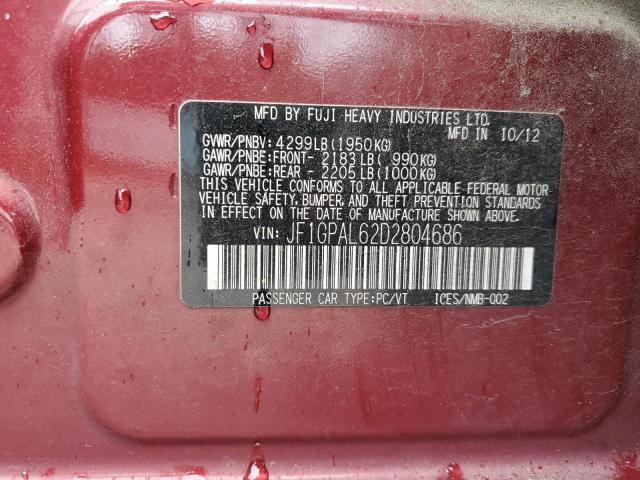 MFD BY FUJI HEAVY INDUSTRIES LTD.
MFD IN 10/12
GVWR/PNBV: 4299LB (1950KG)
GAWR/PNBE:FRONT- 2183 LB ( 990KG)
GAWR/PNBE:REAR - 2205 LB (1000KG)
THIS VEHICLE CONFORMS TO ALL APPLICABLE FEDERAL MOTOR
VEHICLE SAFETY, BUMPER, AND THEFT PREVENTION STANDARDS
IN EFFECT ON THE DATE OF MANUFACTURE SHOWN ABOVE.
VIN: JF1GPAL62D2804686
PASSENGER CAR TYPE:PC/VT ICES/NMB-002